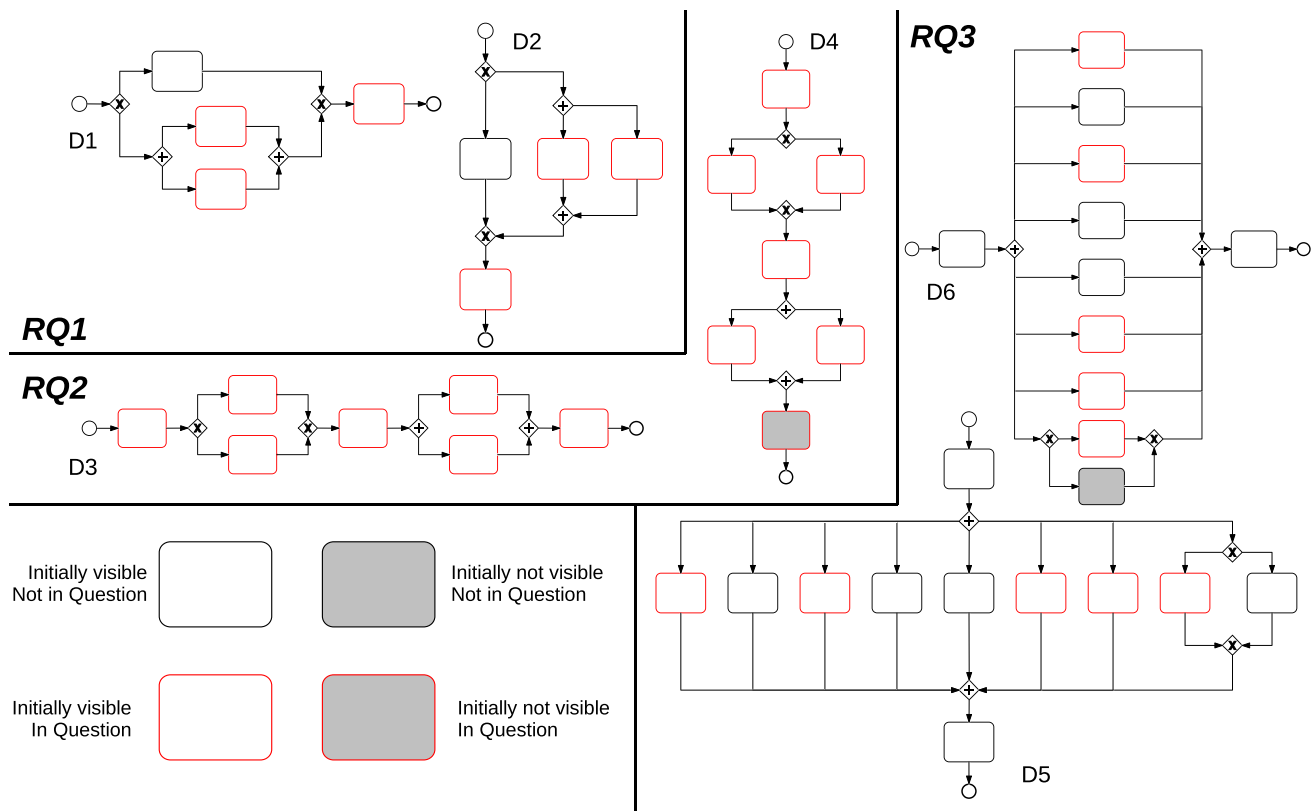 D1
D2
RQ1
RQ2
D3
D4
RQ3
D6
D5
Initially visible
Not in Question
Initially not visible
Not in Question
Initially visible
In Question
Initially not visible
In Question